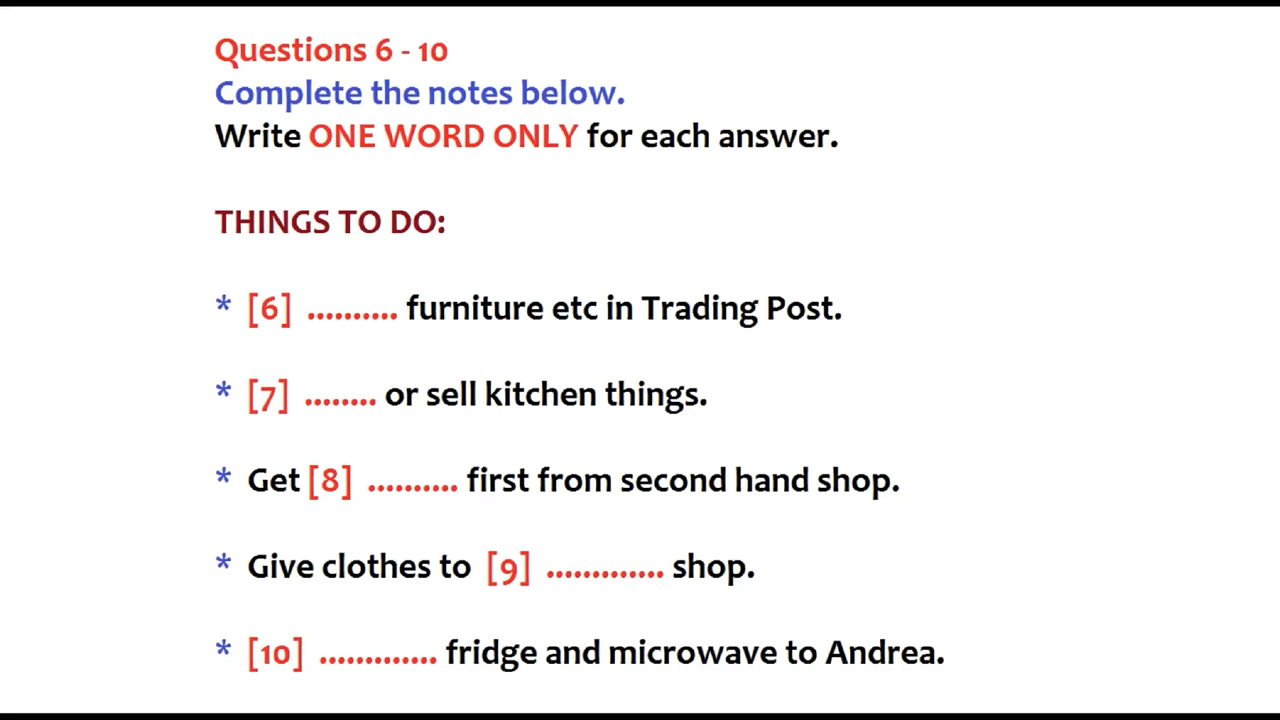 Questions 6 - 10
Complete the notes below.
Write ONE WORD ONLY for each answer.
THINGS TO DO:
* [6] .......... furniture etc in Trading Post.
* [7] ........ or sell kitchen things.
* Get [8] .......... first from second hand shop.
* Give clothes to [9] ............. shop.
* [10] ............. fridge and microwave to Andrea.